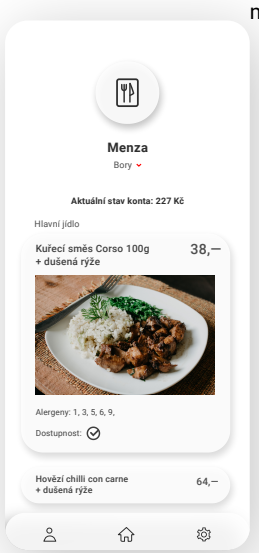 n
Menza
Bory
Aktuální stav konta: 227 Kč
Hlavní jídlo
Kuřecí směs Corso 100g
+ dušená rýže
38,—
Alergeny: 1, 3, 5, 6, 9,
Dostupnost:
Hovězí chilli con carne
+ dušená rýže
64,—